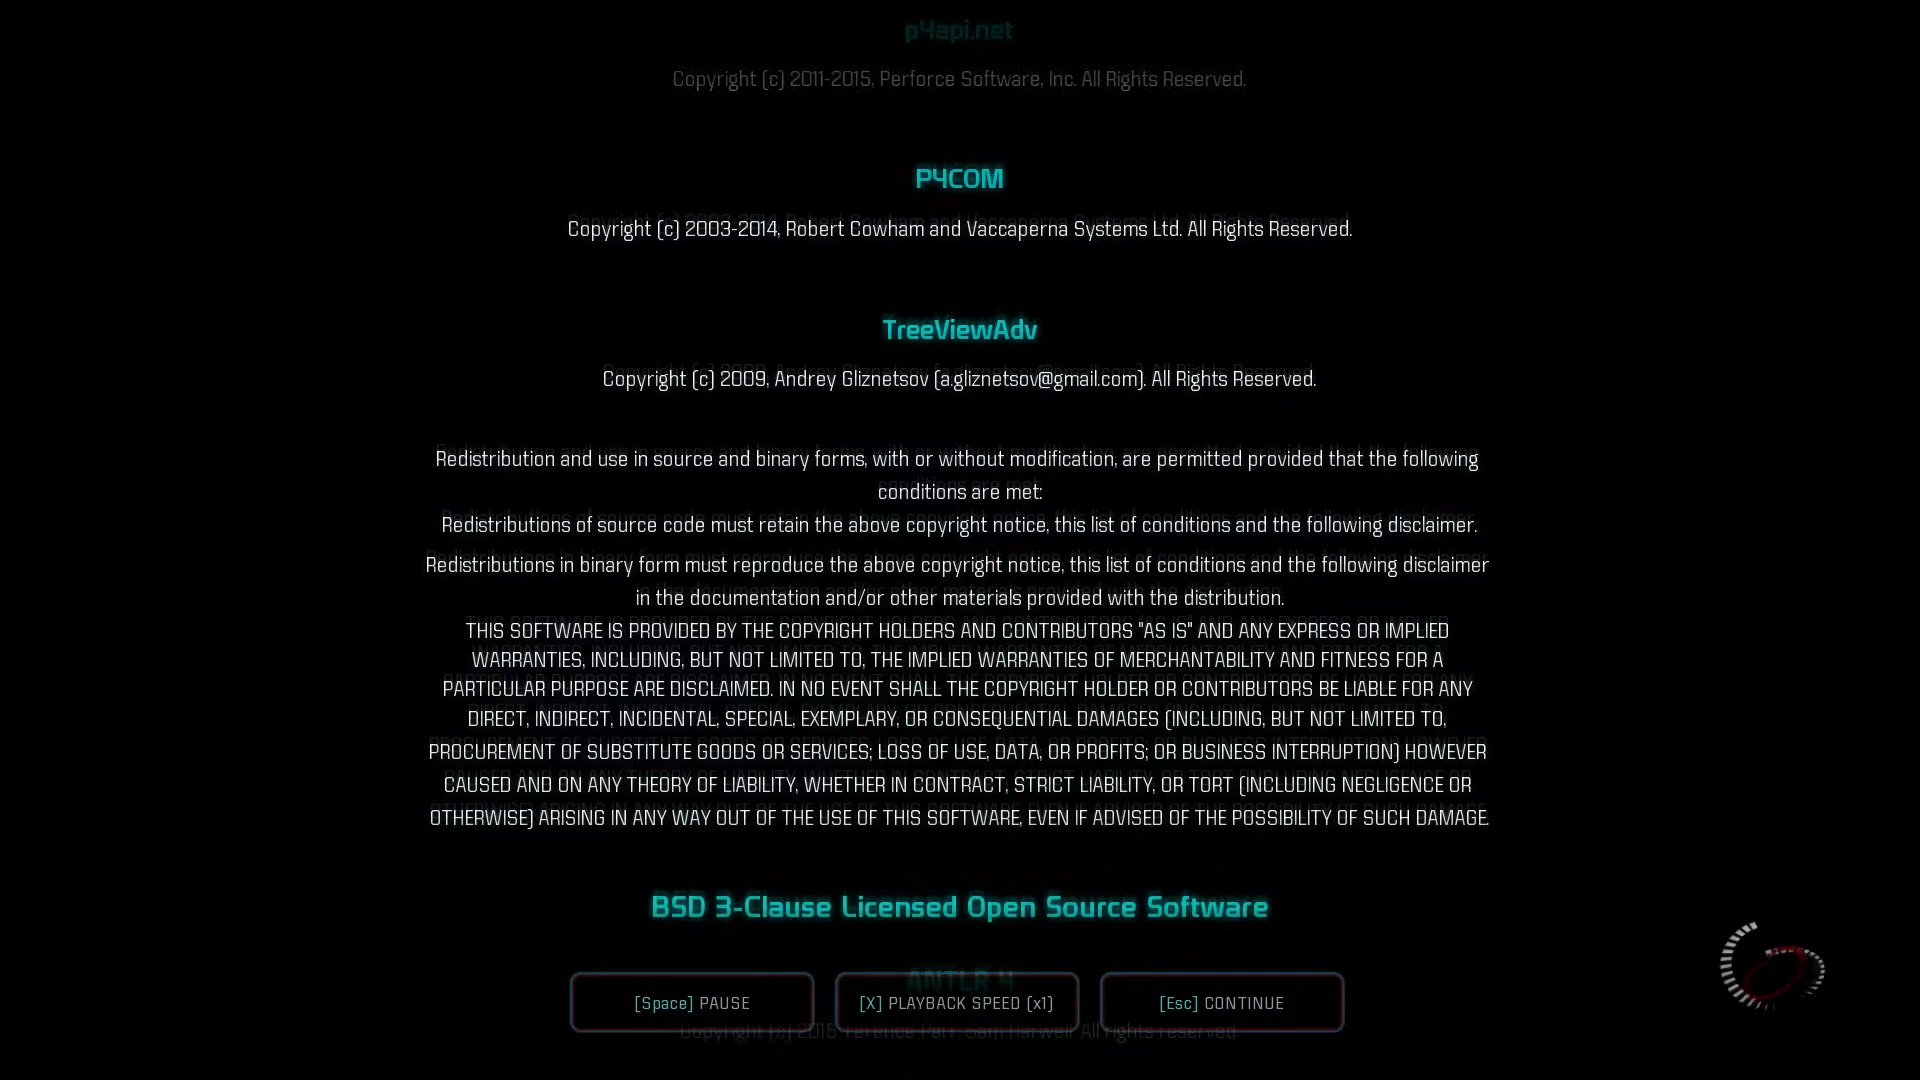 p4api.net
Copyright (c) 2011-2015, Perforce Software, Inc. All Rights Reserved.
P4COM
Copyright (c) 2003-2014, Robert Cowham and Vaccaperna Systems Ltd. All Rights Reserved.
TreeViewAdv
Copyright (c) 2009, Andrey Gliznetsov (a.gliznetsov@gmail.com). All Rights Reserved.
Redistribution and use in source and binary forms, with or without modification, are permitted provided that the following
conditions are met:
Redistributions of source code must retain the above copyright notice, this list of conditions and the following disclaimer.
Redistributions in binary form must reproduce the above copyright notice, this list of conditions and the following disclaimer
in the documentation and/or other materials provided with the distribution.
THIS SOFTWARE IS PROVIDED BY THE COPYRIGHT HOLDERS AND CONTRIBUTORS "AS IS" AND ANY EXPRESS OR IMPLIED
WARRANTIES, INCLUDING, BUT NOT LIMITED TO, THE IMPLIED WARRANTIES OF MERCHANTABILITY AND FITNESS FOR A
PARTICULAR PURPOSE ARE DISCLAIMED. IN NO EVENT SHALL THE COPYRIGHT HOLDER OR CONTRIBUTORS BE LIABLE FOR ANY
DIRECT, INDIRECT, INCIDENTAL, SPECIAL, EXEMPLARY, OR CONSEQUENTIAL DAMAGES (INCLUDING, BUT NOT LIMITED TO,
PROCUREMENT OF SUBSTITUTE GOODS OR SERVICES; LOSS OF USE, DATA, OR PROFITS; OR BUSINESS INTERRUPTION) HOWEVER
CAUSED AND ON ANY THEORY OF LIABILITY, WHETHER IN CONTRACT, STRICT LIABILITY, OR TORT (INCLUDING NEGLIGENCE OR
OTHERWISE) ARISING IN ANY WAY OUT OF THE USE OF THIS SOFTWARE, EVEN IF ADVISED OF THE POSSIBILITY OF SUCH DAMAGE.
BSD 3-Clause Licensed Open Source Software
ANTLR 4
[Space] PAUSE
[X] PLAYBACK SPEED (x1)
[Esc] CONTINUE
Copyright (c) 2015 Terence Parr, Sam Harwell All rights reserved